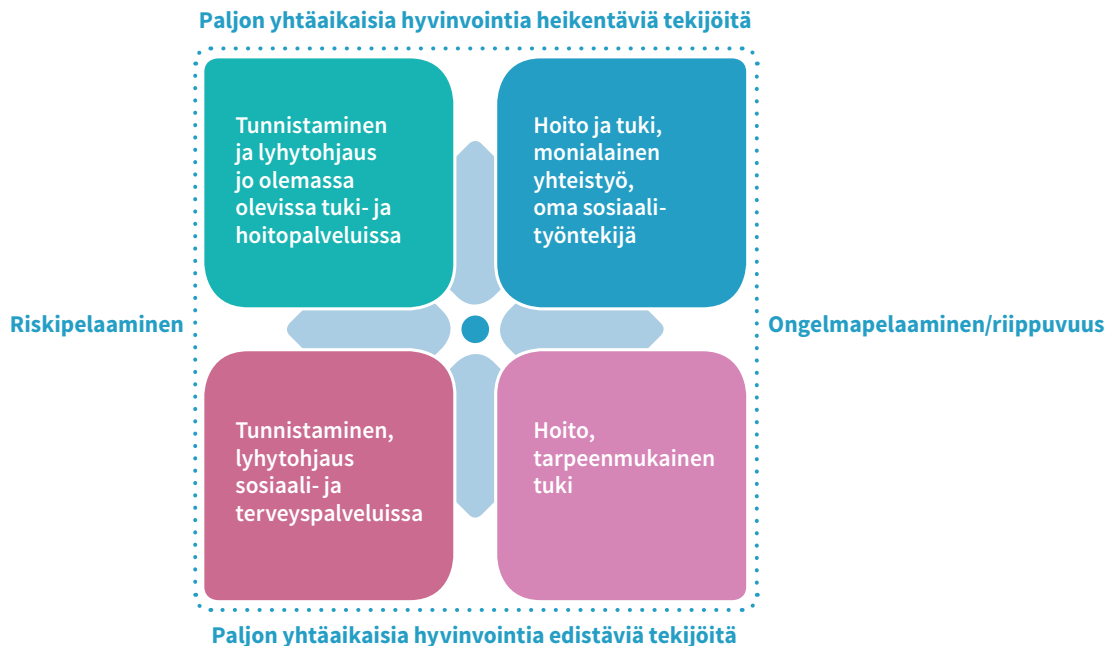 Paljon yhtäaikaisia hyvinvointia heikentäviä tekijöitä
Tunnistaminen
ja lyhytohjaus
jo olemassa
olevissa tuki- ja
hoitopalveluissa
Hoito ja tuki,
monialainen
yhteistyö,
oma sosiaali-
työntekijä
Riskipelaaminen
Ongelmapelaaminen/riippuvuus
Tunnistaminen,
lyhytohjaus
sosiaali- ja
terveyspalveluissa
Hoito,
tarpeenmukainen
tuki
Paljon yhtäaikaisia hyvinvointia edistäviä tekijöitä